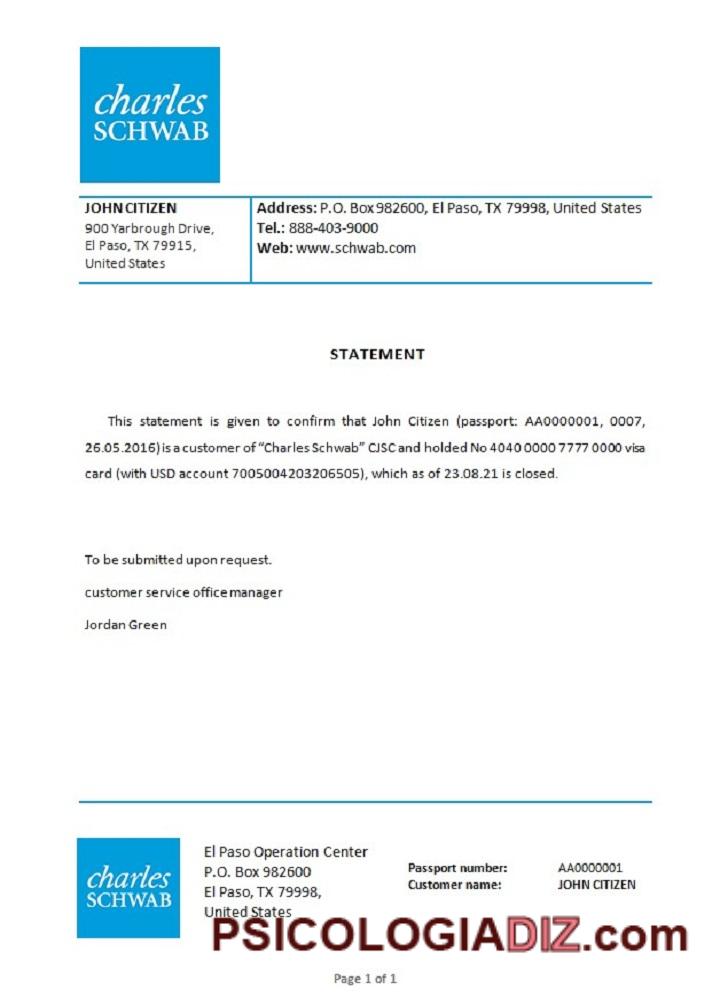 charles
SCHWAB
JOHN CITIZEN
900 Yarbrough Drive,
El Paso, TX 79915,
United States
Address: P.O. Box 982600, El Paso, TX 79998, United States
Tel.: 888-403-9000
Web: www.schwab.com
STATEMENT
This statement is given to confirm that John Citizen (passport: AA0000001, 0007,
26.05.2016) is a customer of “Charles Schwab” CJSC and holded No 4040 0000 7777 0000 visa
card (with USD account 7005004203206505), which as of 23.08.21 is closed.
To be submitted upon request.
customer service office manager
Jordan Green
charles
SCHWAB
El Paso Operation Center
P.O. Box 982600
El Paso, TX 79998,
United States
Passport number: AA0000001
Customer name: JOHN CITIZEN
PSICOLOGIADIZ.com
Page 1 of 1